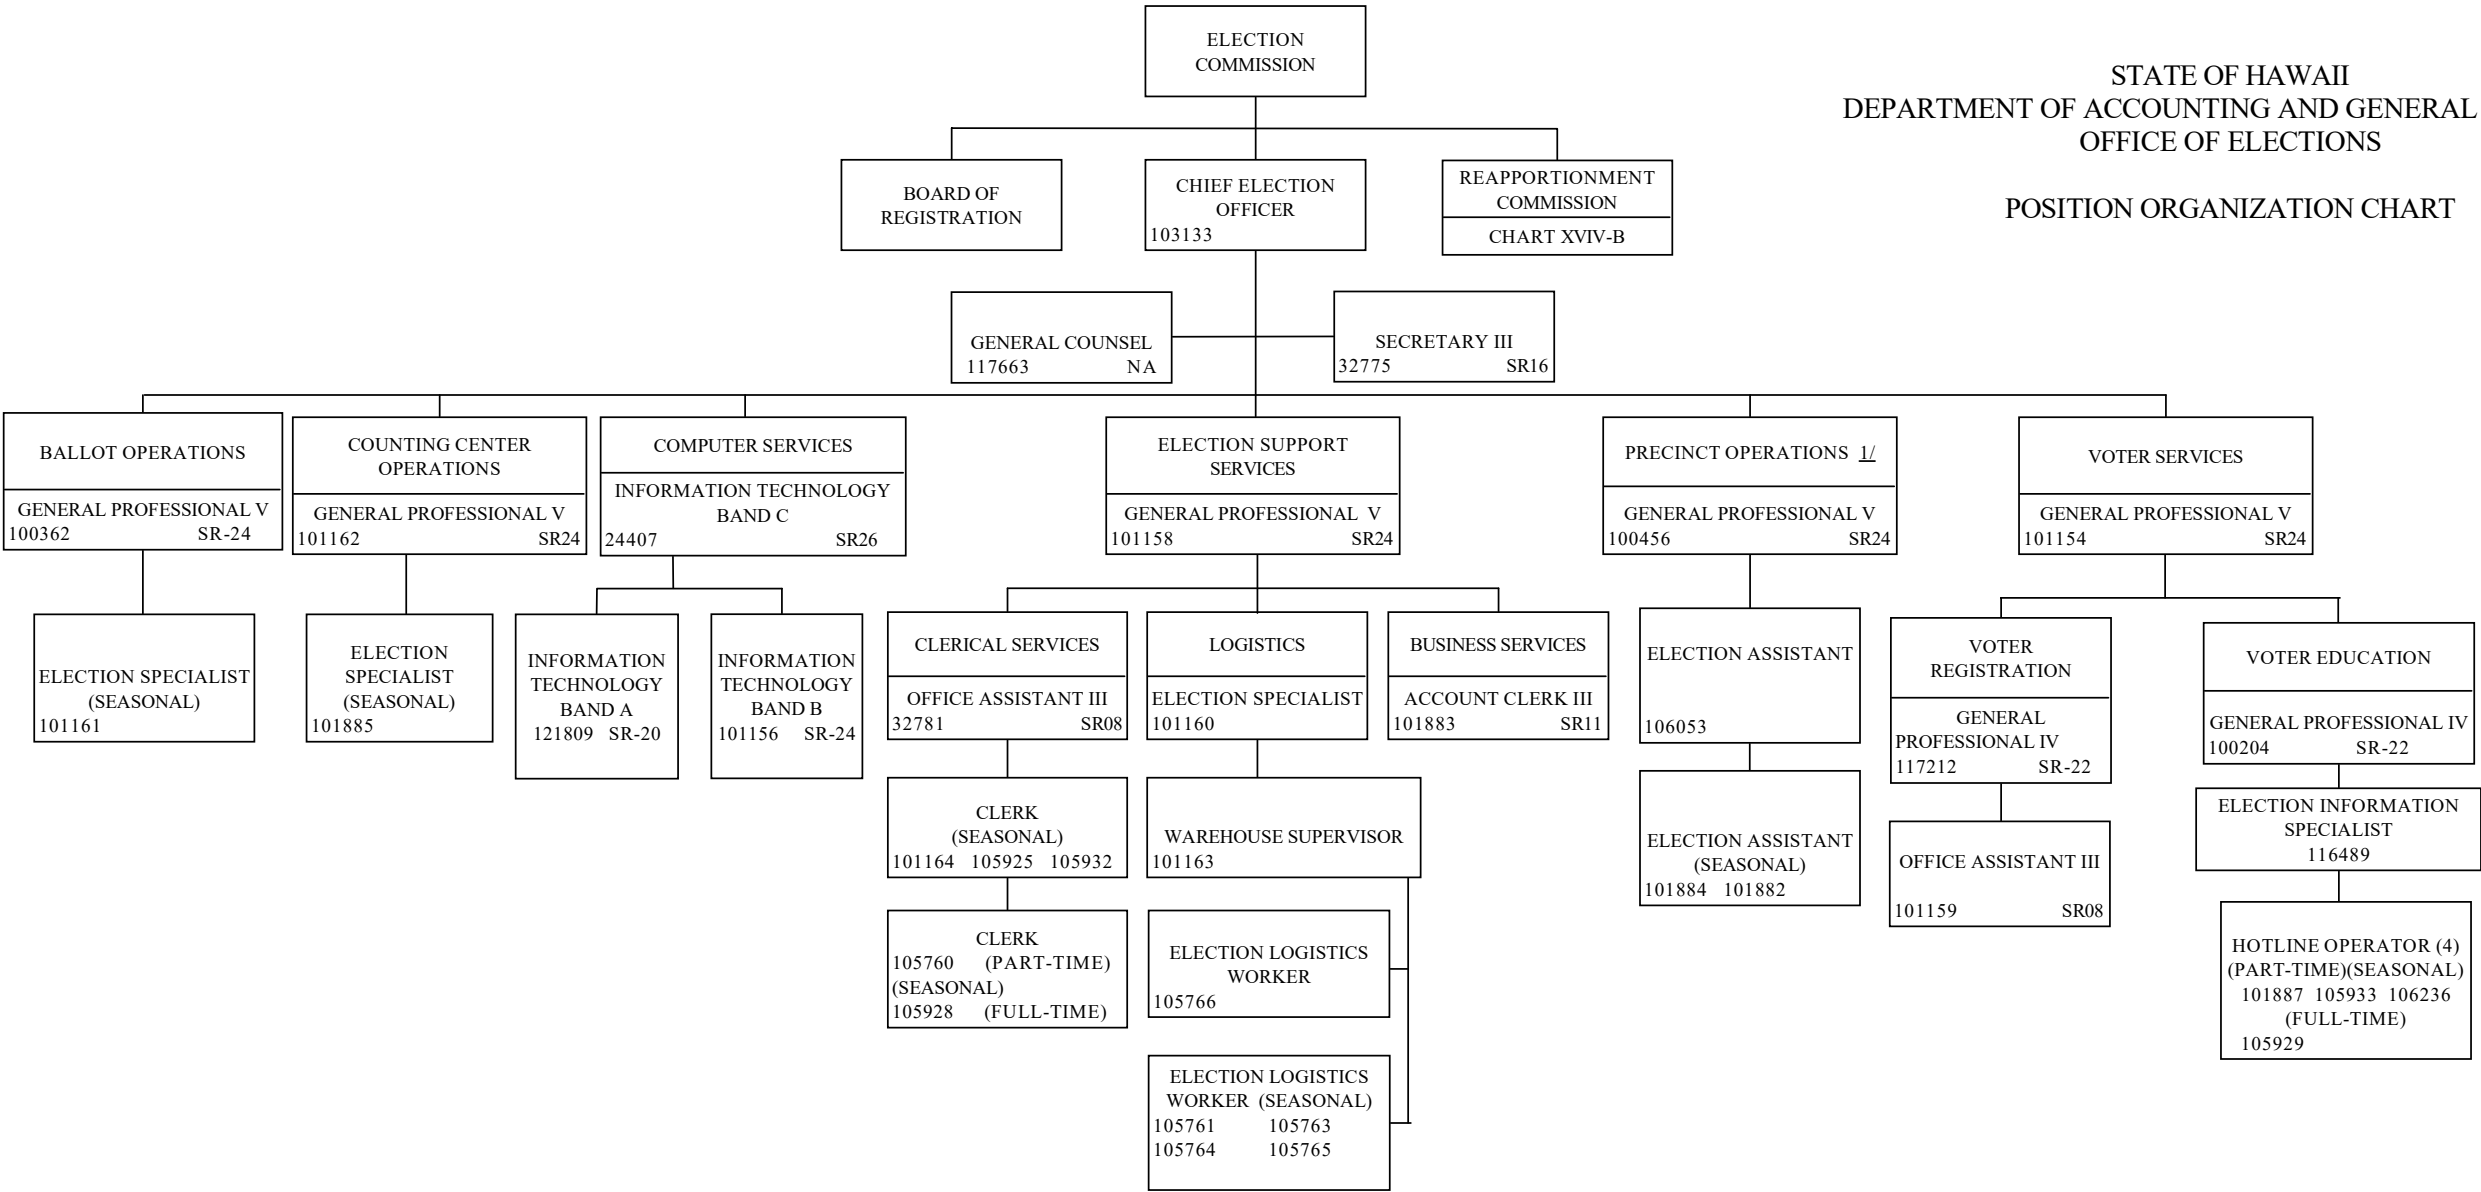 ELECTION
COMMISSION
STATE OF HAWAII
DEPARTMENT OF ACCOUNTING AND GENERAL
OFFICE OF ELECTIONS
POSITION ORGANIZATION CHART
BOARD OF
REGISTRATION
CHIEF ELECTION
OFFICER
103133
REAPPORTIONMENT
COMMISSION
CHART XVIV-B
GENERAL COUNSEL
117663 NA
SECRETARY III
32775 SR16
BALLOT OPERATIONS
GENERAL PROFESSIONAL V
100362 SR-24
COUNTING CENTER
OPERATIONS
GENERAL PROFESSIONAL V
101162 SR24
COMPUTER SERVICES
INFORMATION TECHNOLOGY
BAND C
24407 SR26
ELECTION SUPPORT
SERVICES
GENERAL PROFESSIONAL V
101158 SR24
PRECINCT OPERATIONS 1/
GENERAL PROFESSIONAL V
100456 SR24
VOTER SERVICES
GENERAL PROFESSIONAL V
101154 SR24
ELECTION SPECIALIST
(SEASONAL)
101161
ELECTION
SPECIALIST
(SEASONAL)
101885
INFORMATION
TECHNOLOGY
BAND A
121809 SR-20
INFORMATION
TECHNOLOGY
BAND B
101156 SR-24
CLERICAL SERVICES
OFFICE ASSISTANT III
32781 SR08
LOGISTICS
ELECTION SPECIALIST
101160
BUSINESS SERVICES
ACCOUNT CLERK III
101883 SR11
ELECTION ASSISTANT
106053
VOTER
REGISTRATION
GENERAL
PROFESSIONAL IV
117212 SR-22
VOTER EDUCATION
GENERAL PROFESSIONAL IV
100204 SR-22
CLERK
(SEASONAL)
101164 105925 105932
WAREHOUSE SUPERVISOR
101163
ELECTION ASSISTANT
(SEASONAL)
101884 101882
OFFICE ASSISTANT III
101159 SR08
ELECTION INFORMATION
SPECIALIST
116489
CLERK
105760 (PART-TIME)
(SEASONAL)
105928 (FULL-TIME)
ELECTION LOGISTICS
WORKER
105766
HOTLINE OPERATOR (4)
(PART-TIME)(SEASONAL)
101887 105933 106236
(FULL-TIME)
105929
ELECTION LOGISTICS
WORKER (SEASONAL)
105761 105763
105764 105765